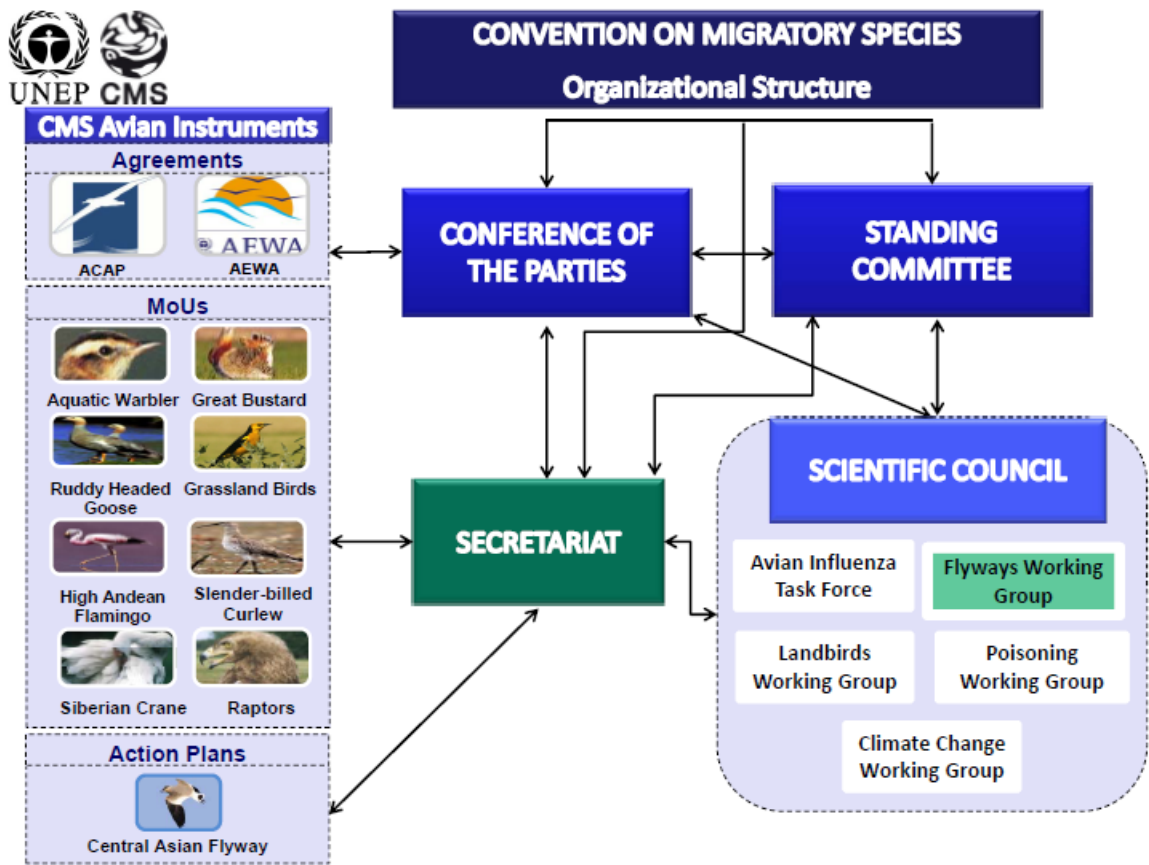 UNEP CMS
CONVENTION ON MIGRATORY SPECIES
Organizational Structure
CMS Avian Instruments
Agreements
AEWA
ACAP
AEWA
MoUs
Aquatic Warbler
Great Bustard
Ruddy Headed
Goose
Grassland Birds
High Andean
Flamingo
Slender-billed
Curlew
Siberian Crane
Raptors
Action Plans
Central Asian Flyway
CONFERENCE OF
THE PARTIES
STANDING
COMMITTEE
SECRETARIAT
SCIENTIFIC COUNCIL
Avian Influenza
Task Force
Flyways Working
Group
Landbirds
Working Group
Poisoning
Working Group
Climate Change
Working Group